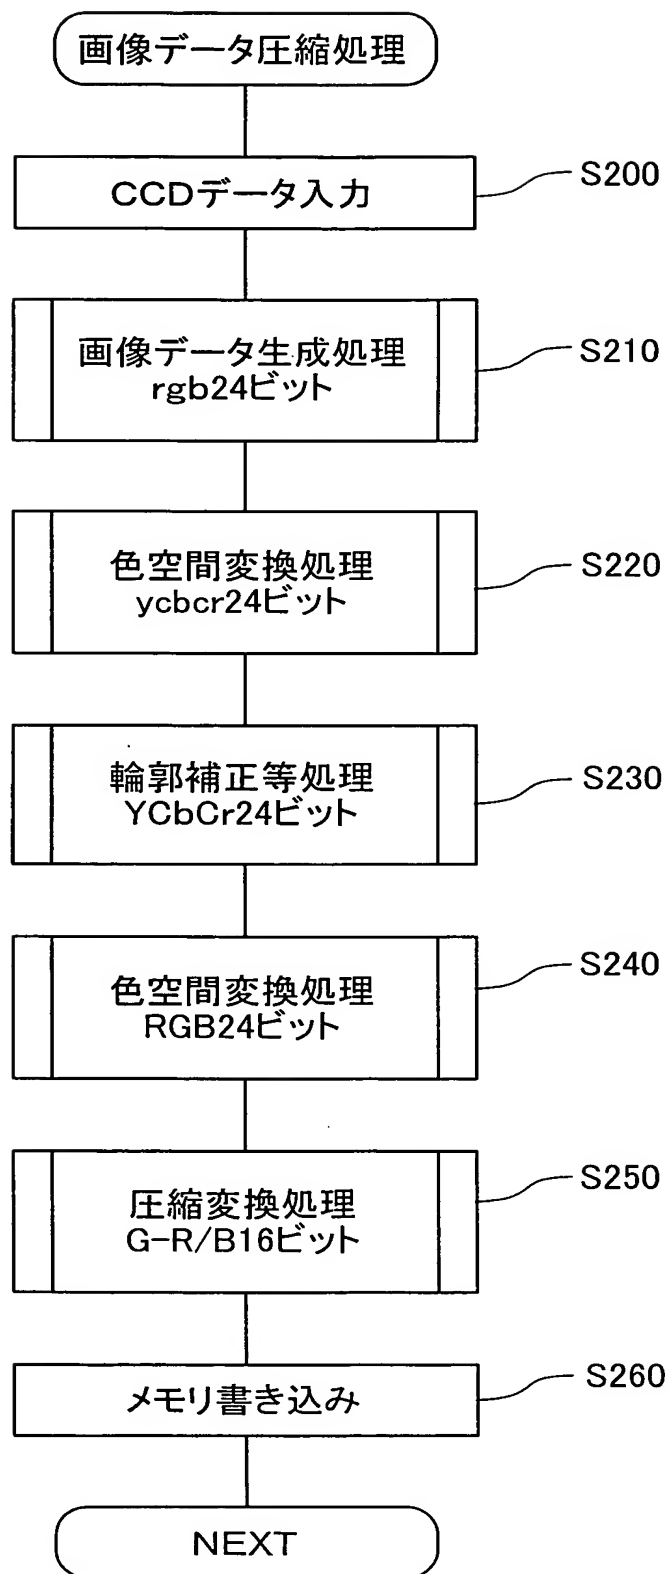 画像データ圧縮処理
CCDデータ入力
S200
画像データ生成処理
rgb24ビット
S210
色空間変換処理
ycbcr24ビット
S220
輪郭補正等処理
YCbCr24ビット
S230
色空間変換処理
RGB24ビット
S240
圧縮変換処理
G-R/B16ビット
S250
メモリ書き込み
S260
NEXT